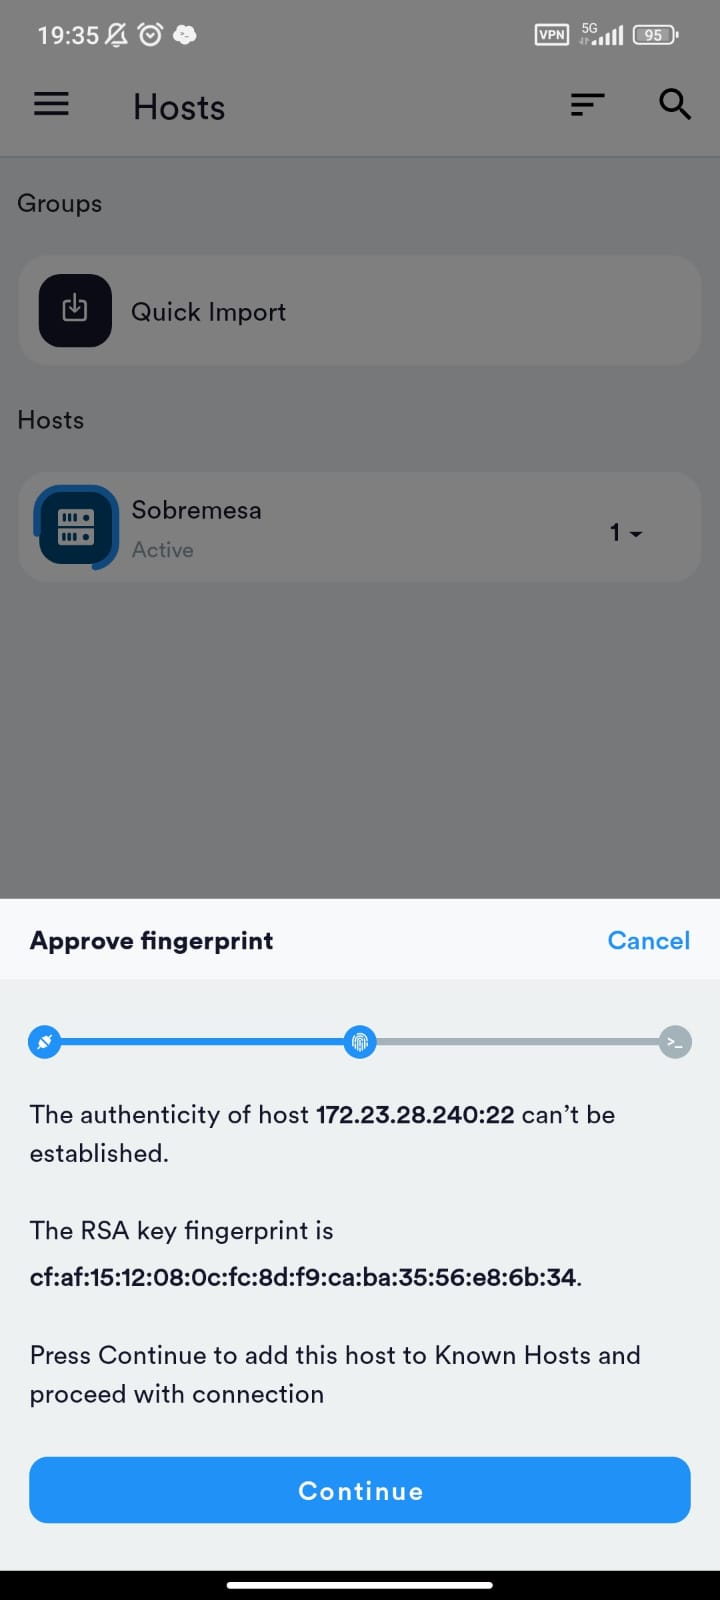 19:35
VPN 5G 95
Hosts
Groups
Quick Import
Hosts
Sobremesa
Active
1
Approve fingerprint
Cancel
>_
The authenticity of host 172.23.28.240:22 can’t be
established.
The RSA key fingerprint is
cf:af:15:12:08:0c:fc:8d:f9:ca:ba:35:56:e8:6b:34.
Press Continue to add this host to Known Hosts and
proceed with connection
Continue